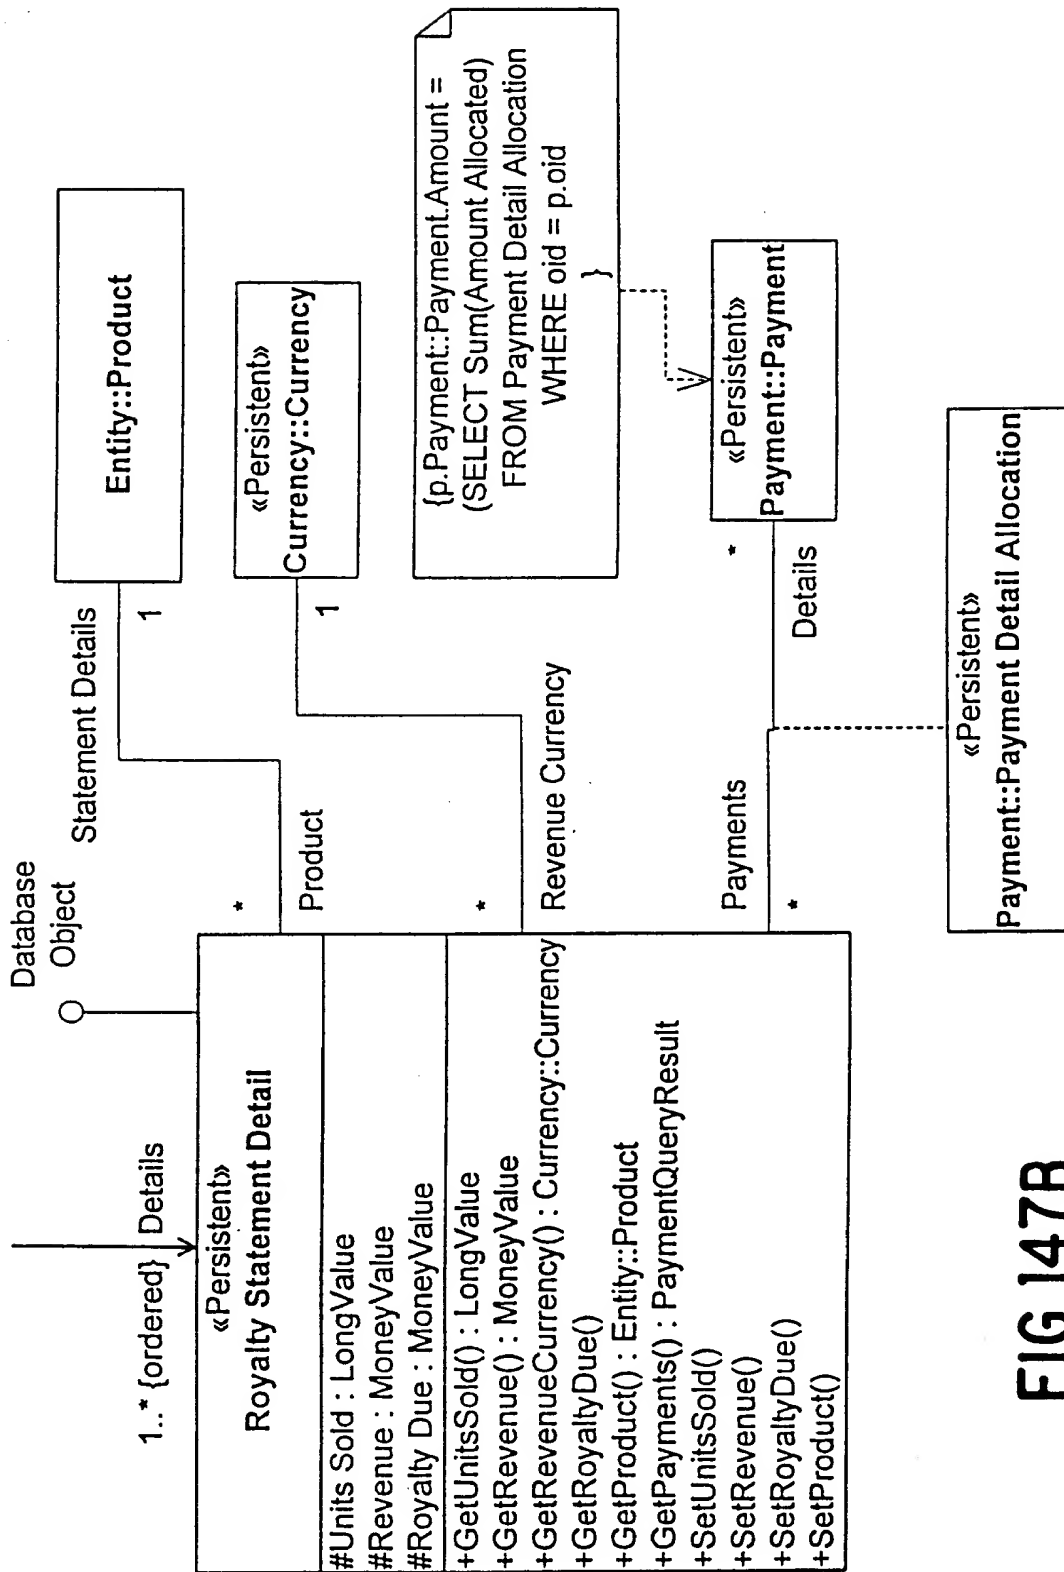 Database
Object
1..* {ordered}
Details
«Persistent»
Royalty Statement Detail
#Units Sold : LongValue
#Revenue : MoneyValue
#Royalty Due : MoneyValue
+GetUnitsSold() : LongValue
+GetRevenue() : MoneyValue
+GetRevenueCurrency() : Currency::Currency
+GetRoyaltyDue()
+GetProduct() : Entity::Product
+GetPayments() : PaymentQueryResult
+SetUnitsSold()
+SetRevenue()
+SetRoyaltyDue()
+SetProduct()
*
Product
Statement Details
1
Entity::Product
*
Revenue Currency
1
«Persistent»
Currency::Currency
{p.Payment::Payment.Amount =
(SELECT Sum(Amount Allocated)
FROM Payment Detail Allocation
WHERE oid = p.oid
}
Payments
*
*
Details
«Persistent»
Payment::Payment
«Persistent»
Payment::Payment Detail Allocation
FIG 147B